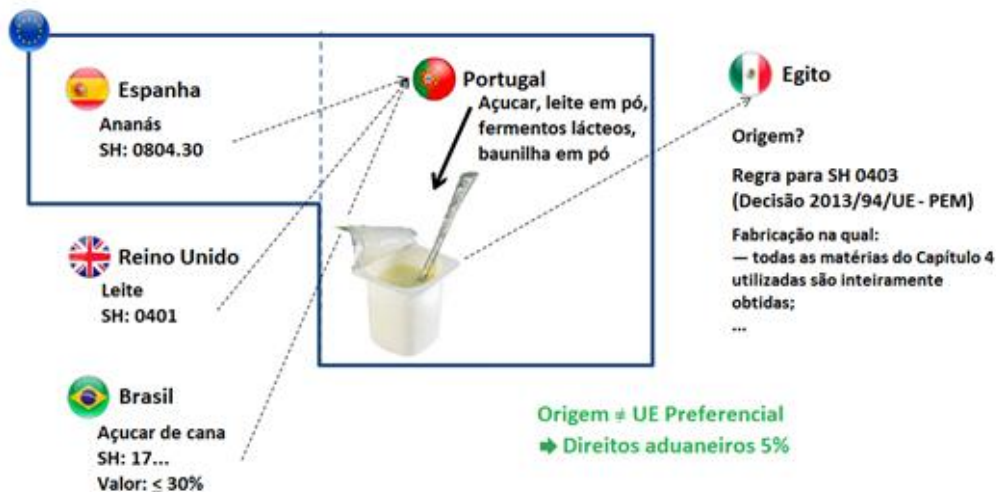 Espanha
Ananás
SH: 0804.30
Portugal
Açucar, leite em pó,
fermentos lácteos,
baunilha em pó
Egito
Origem?
Regra para SH 0403
(Decisão 2013/94/UE - PEM)
Fabricação na qual:
— todas as matérias do Capítulo 4
utilizadas são inteiramente
obtidas;
...
Reino Unido
Leite
SH: 0401
Brasil
Açucar de cana
SH: 17...
Valor: ≤ 30%
Origem ≠ UE Preferencial
➡ Direitos aduaneiros 5%